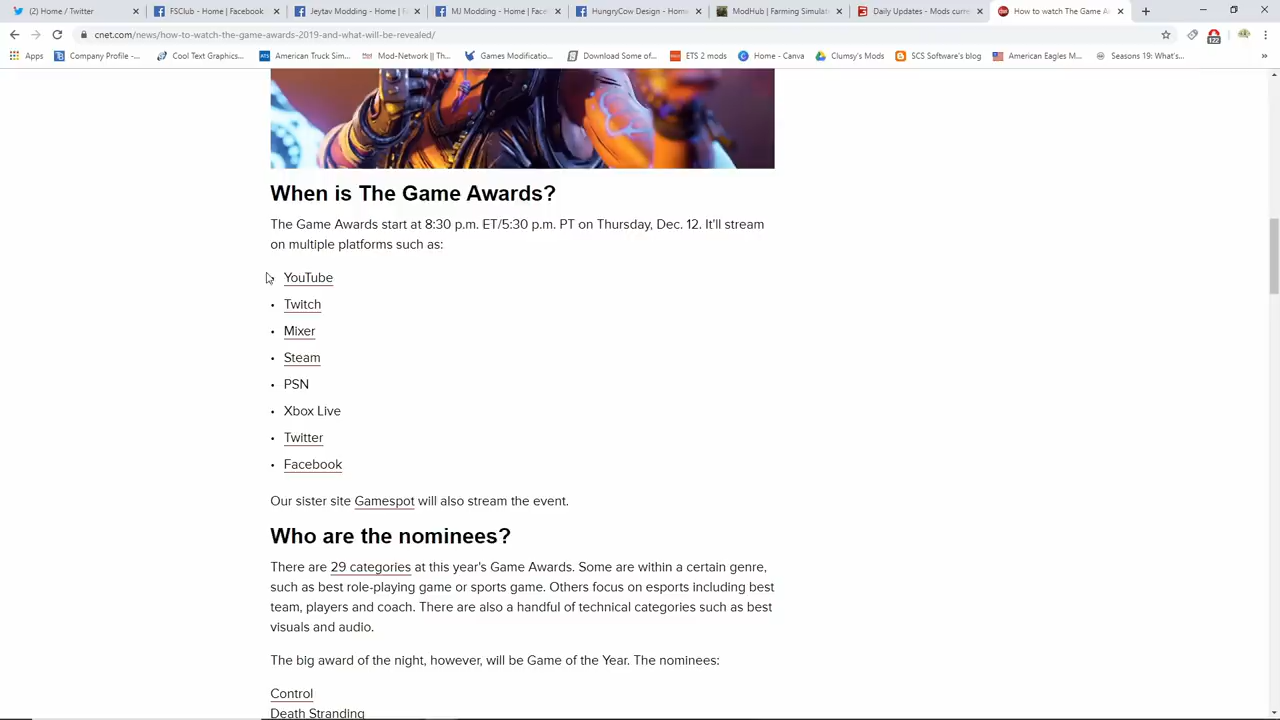 (2) Home / Twitter
FSClub - Home | Facebook
Jeytav Modding - Home | F
MJ Modding - Home | Face
HungryCow Design - Home
ModHub | Farming Simulat
Daily Updates - Mods curre
How to watch The Game A
cnet.com/news/how-to-watch-the-game-awards-2019-and-what-will-be-revealed/
122
Apps
Company Profile -...
Cool Text Graphics...
American Truck Sim...
Mod-Network || Th...
Games Modificatio...
Download Some of...
ETS 2 mods
Home - Canva
Clumsy's Mods
SCS Software's blog
American Eagles M...
Seasons 19: What's...
»
When is The Game Awards?
The Game Awards start at 8:30 p.m. ET/5:30 p.m. PT on Thursday, Dec. 12. It'll stream
on multiple platforms such as:
YouTube
• Twitch
• Mixer
• Steam
• PSN
• Xbox Live
• Twitter
• Facebook
Our sister site Gamespot will also stream the event.
Who are the nominees?
There are 29 categories at this year's Game Awards. Some are within a certain genre,
such as best role-playing game or sports game. Others focus on esports including best
team, players and coach. There are also a handful of technical categories such as best
visuals and audio.
The big award of the night, however, will be Game of the Year. The nominees:
Control
Death Stranding